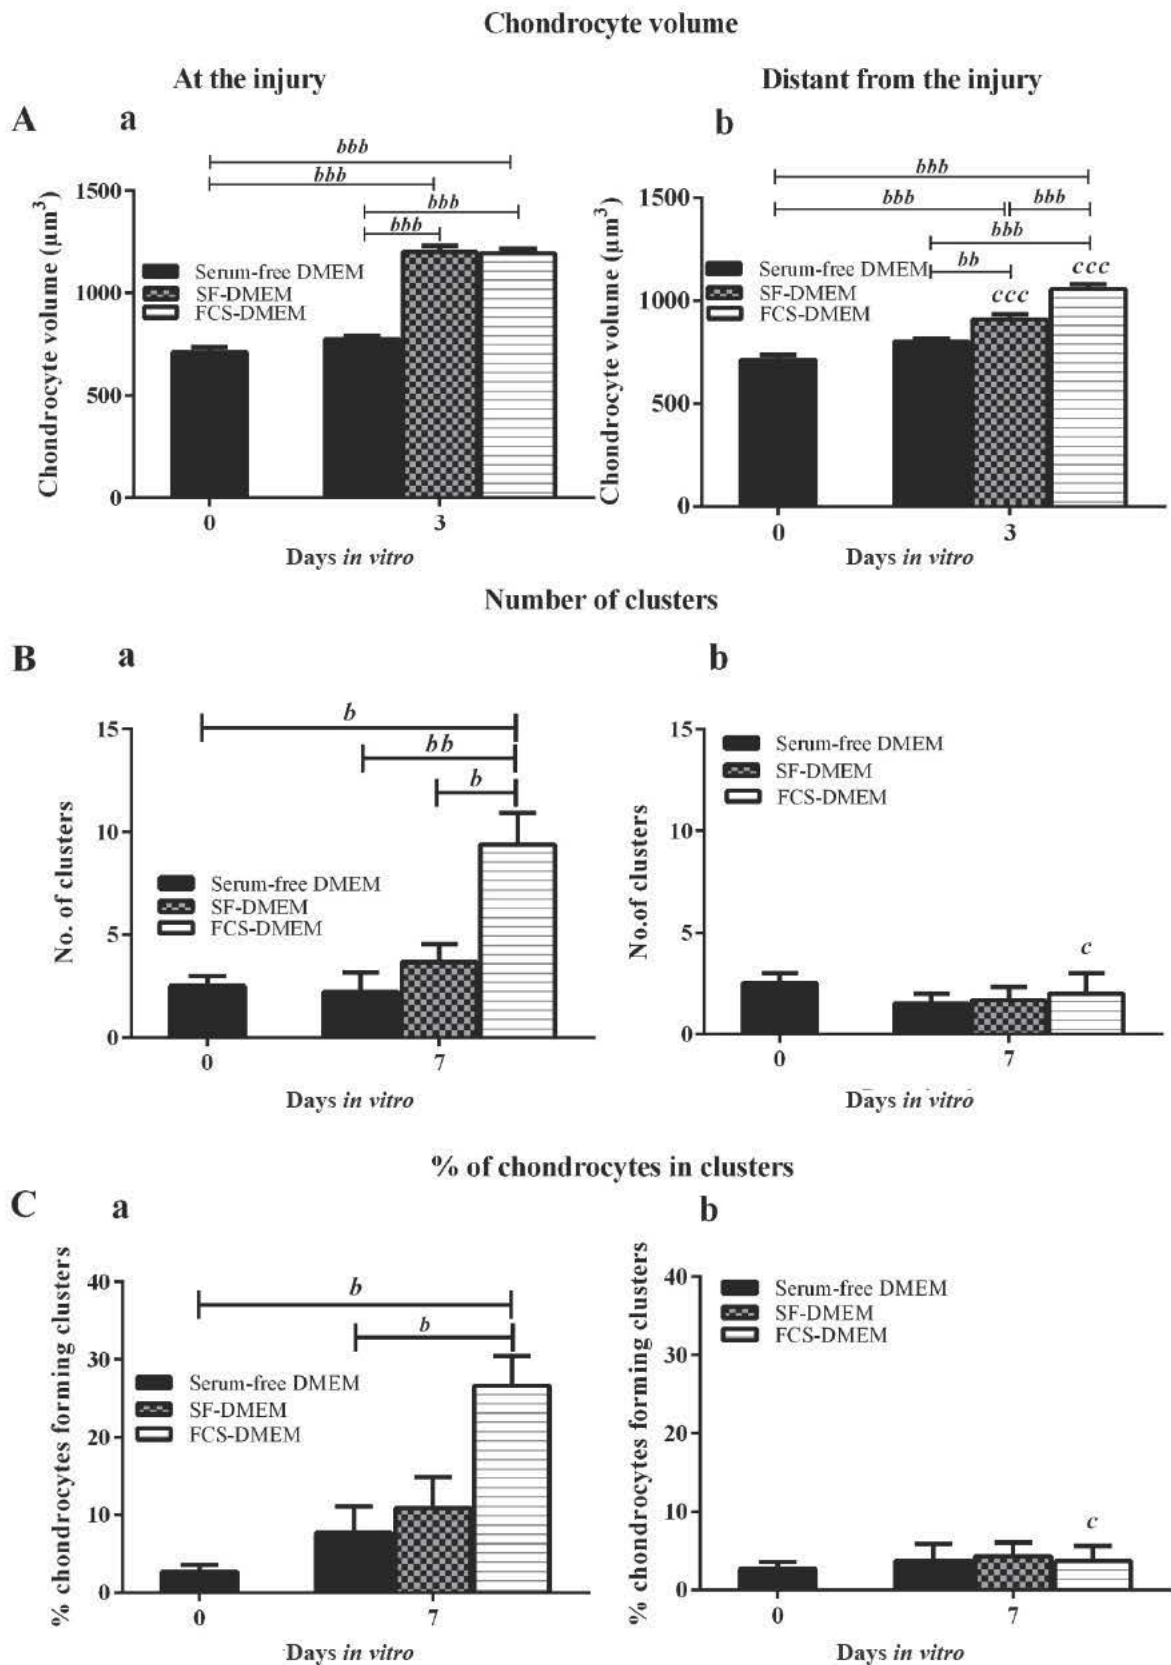 Chondrocyte volume
At the injury
Distant from the injury
A
a
b
bbb
bbb
bbb
bbb
1500
1000
500
0
Chondrocyte volume (μm³)
Serum-free DMEM
SF-DMEM
FCS-DMEM
0
3
Days in vitro
bbb
bbb
bbb
bbb
bb
ccc
ccc
1500
1000
500
0
Chondrocyte volume (μm³)
Serum-free DMEM
SF-DMEM
FCS-DMEM
0
3
Days in vitro
Number of clusters
B
a
b
b
bb
b
15
10
5
0
No. of clusters
Serum-free DMEM
SF-DMEM
FCS-DMEM
0
7
Days in vitro
15
10
5
0
No.of clusters
Serum-free DMEM
SF-DMEM
FCS-DMEM
c
0
7
Days in vitro
% of chondrocytes in clusters
C
a
b
b
b
40
30
20
10
0
% chondrocytes forming clusters
Serum-free DMEM
SF-DMEM
FCS-DMEM
0
7
Days in vitro
40
30
20
10
0
% chondrocytes forming clusters
Serum-free DMEM
SF-DMEM
FCS-DMEM
c
0
7
Days in vitro